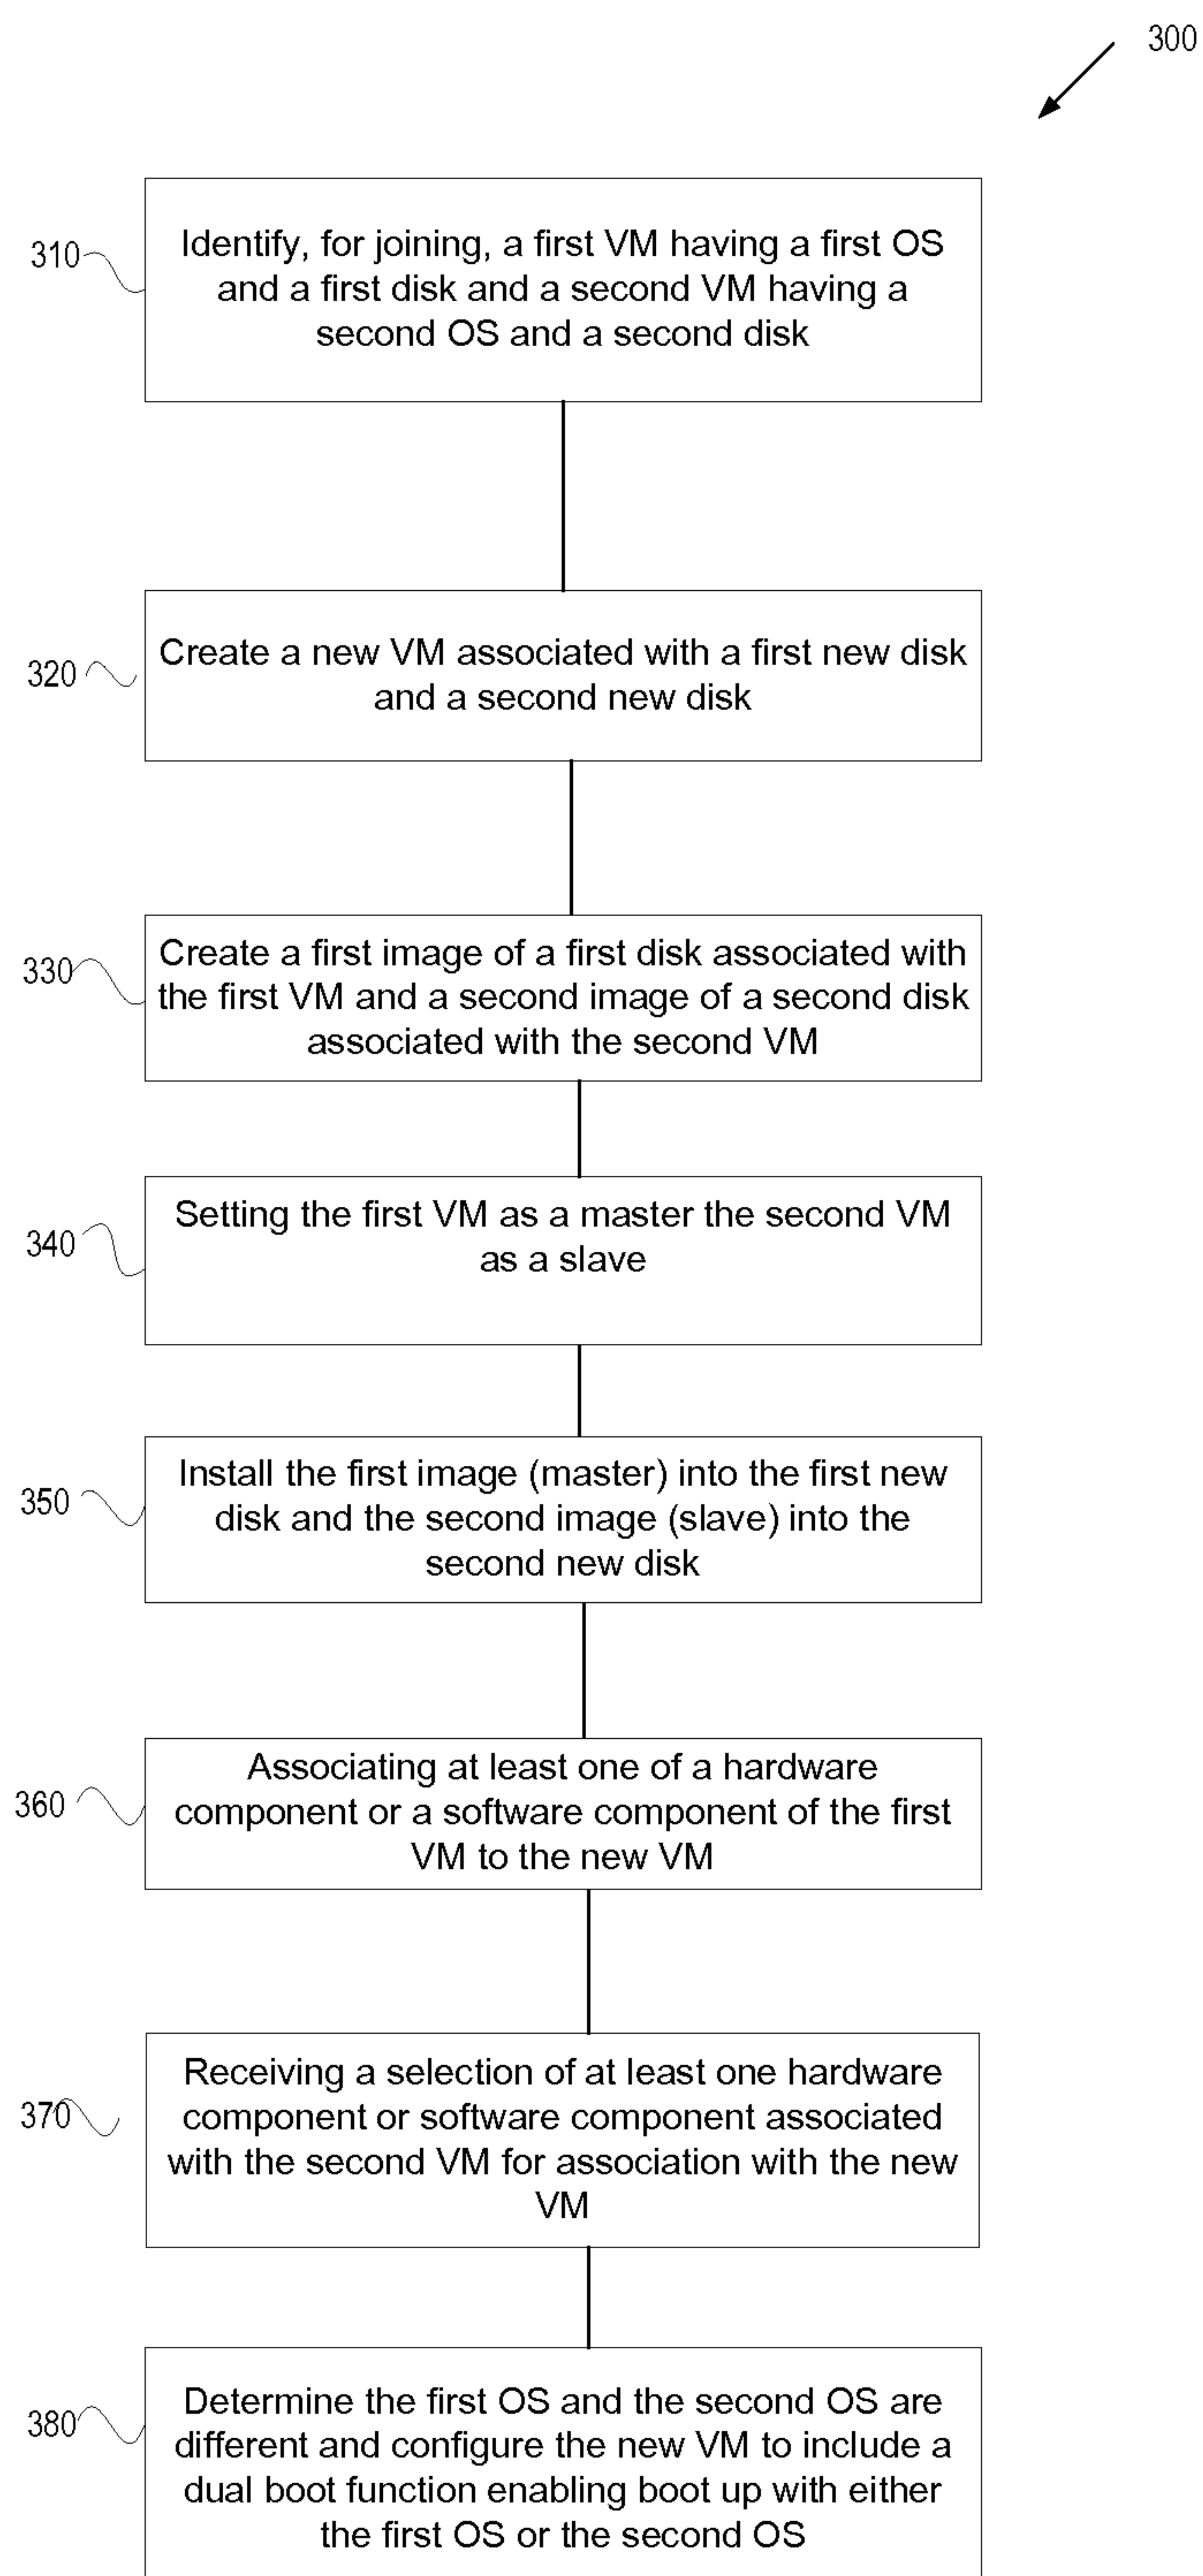 300
310
Identify, for joining, a first VM having a first OS
and a first disk and a second VM having a
second OS and a second disk
320
Create a new VM associated with a first new disk
and a second new disk
330
Create a first image of a first disk associated with
the first VM and a second image of a second disk
associated with the second VM
340
Setting the first VM as a master the second VM
as a slave
350
Install the first image (master) into the first new
disk and the second image (slave) into the
second new disk
360
Associating at least one of a hardware
component or a software component of the first
VM to the new VM
370
Receiving a selection of at least one hardware
component or software component associated
with the second VM for association with the new
VM
380
Determine the first OS and the second OS are
different and configure the new VM to include a
dual boot function enabling boot up with either
the first OS or the second OS